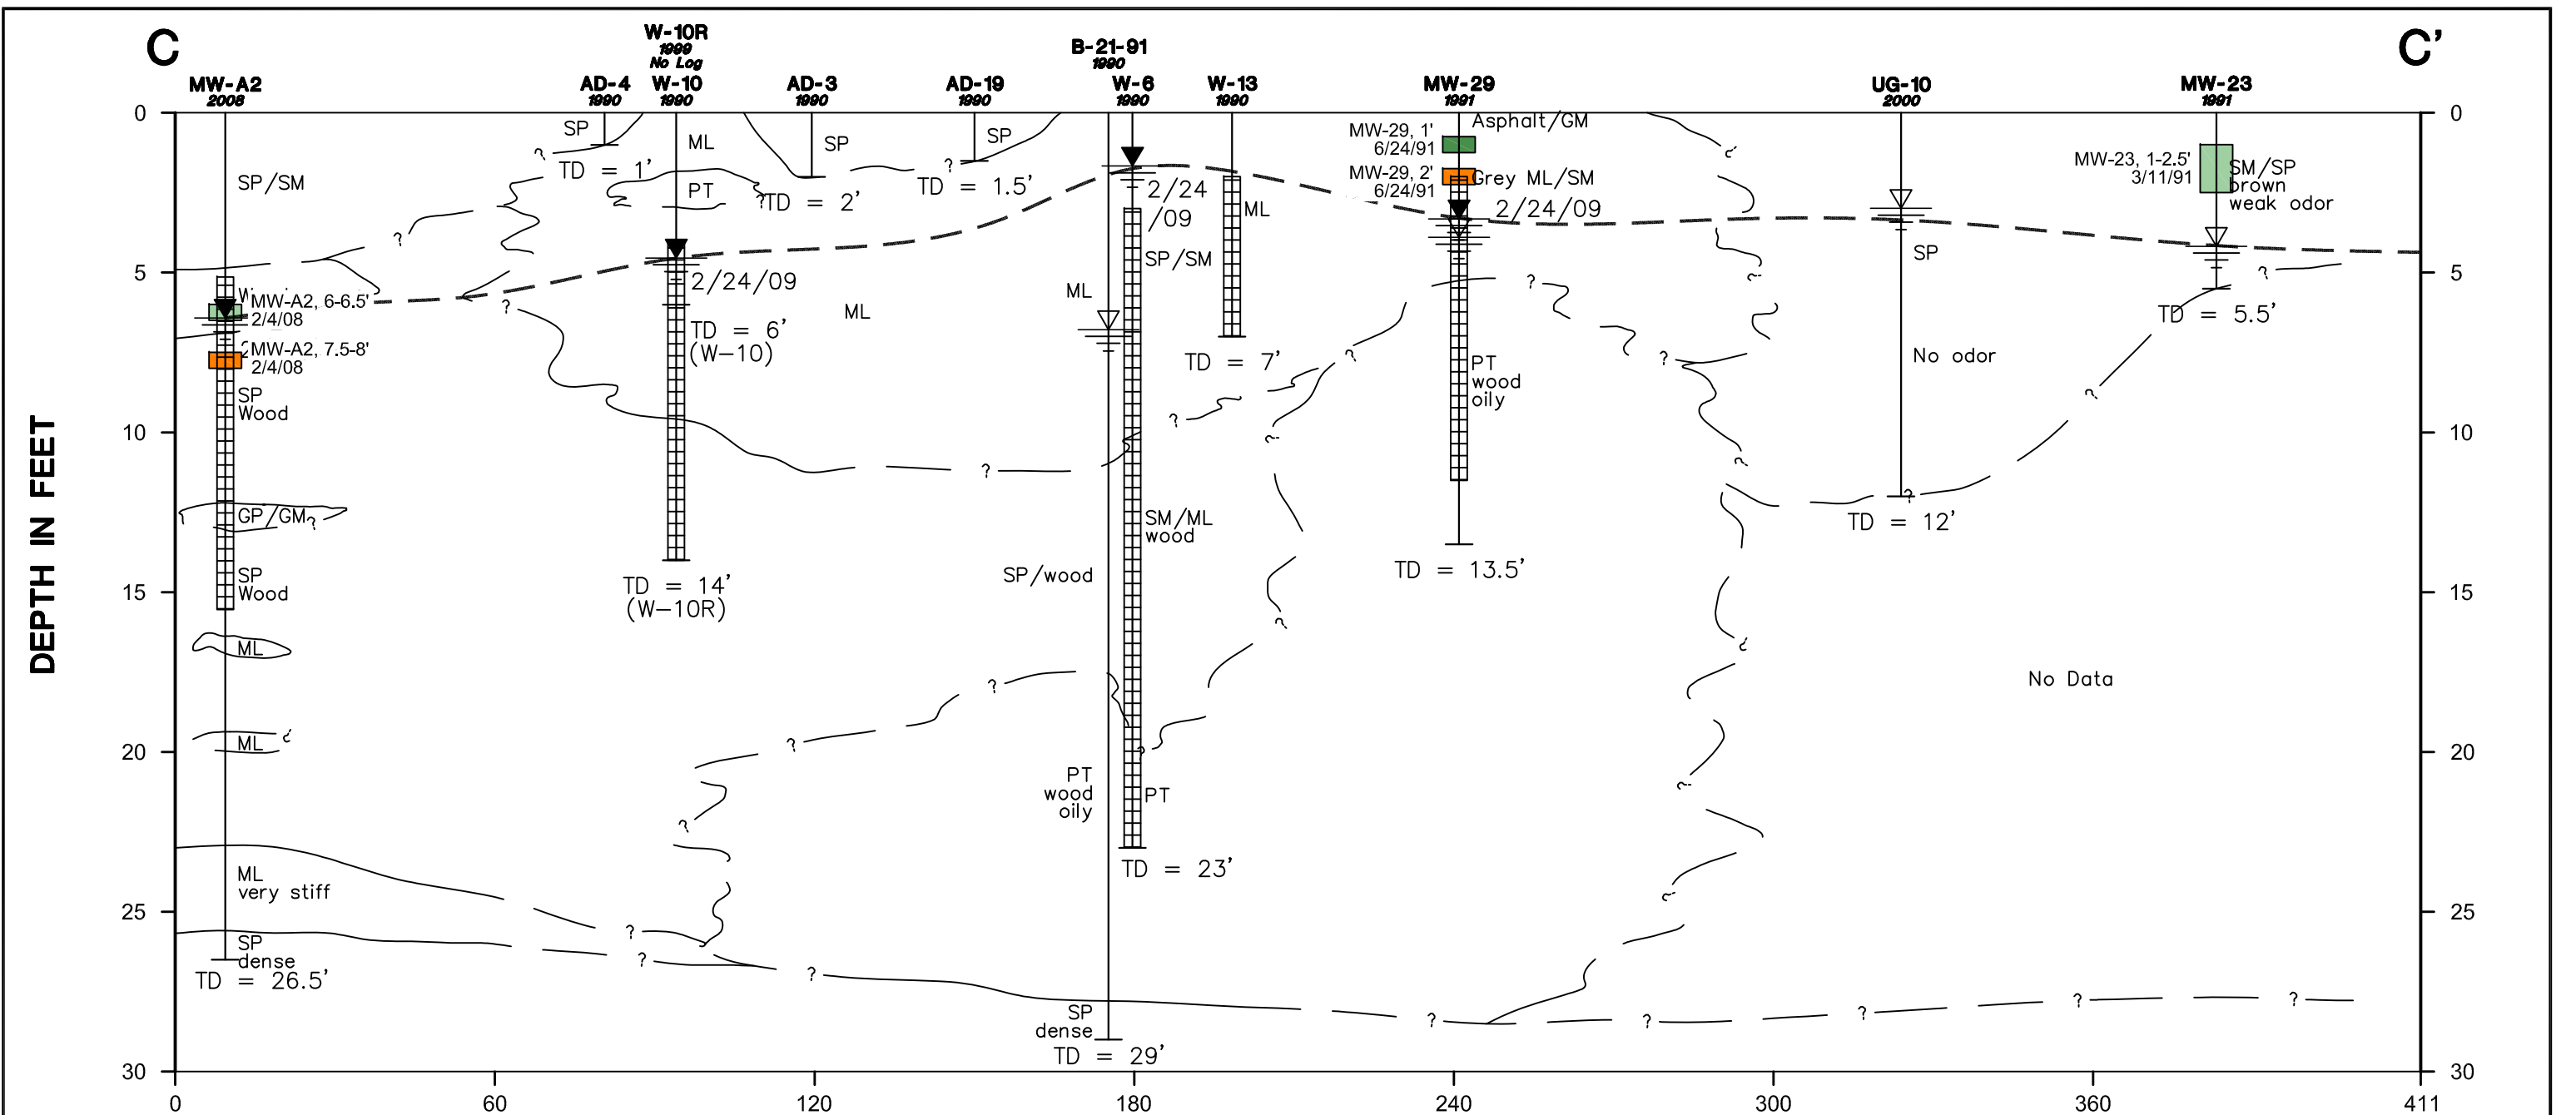 C
C’
W-10R
1999
No Log
B-21-91
1990
MW-A2
2008
AD-4
1990
W-10
1990
AD-3
1990
AD-19
1990
W-6
1990
W-13
1990
MW-29
1991
UG-10
2000
MW-23
1991
DEPTH IN FEET
0
5
10
15
20
25
30
0
5
10
15
20
25
30
SP/SM
MW-A2, 6-6.5'
2/4/08
MW-A2, 7.5-8'
2/4/08
SP
Wood
GP/GM
?
SP
Wood
ML
ML
?
ML
very stiff
SP
dense
TD = 26.5’
SP
?
TD = 1’
ML
PT
?
?
2/24/09
TD = 6’
(W-10)
TD = 14’
(W-10R)
SP
TD = 2’
SP
?
TD = 1.5’
ML
?
ML
2/24
/09
SP/SM
ML
TD = 7’
?
?
?
?
SM/ML
wood
SP/wood
?
?
?
?
PT
wood
oily
PT
TD = 23’
?
?
?
?
SP
dense
TD = 29’
MW-29, 1'
6/24/91
Asphalt/GM
MW-29, 2'
6/24/91
Grey ML/SM
2/24/09
?
?
PT
wood
oily
TD = 13.5’
?
?
?
?
?
?
?
SP
No odor
?
TD = 12’
MW-23, 1-2.5'
3/11/91
SM/SP
brown
weak odor
?
TD = 5.5’
?
No Data
?
?
?
?
?
0
60
120
180
240
300
360
411